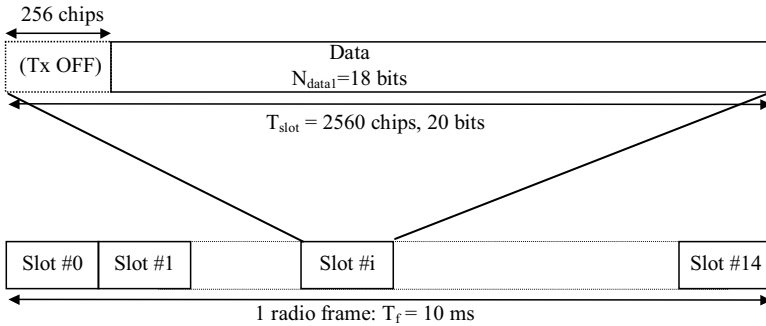 256 chips
(Tx OFF)
Data
N_data1=18 bits
T_slot = 2560 chips, 20 bits
Slot #0 Slot #1 Slot #i Slot #14
1 radio frame: T_f = 10 ms